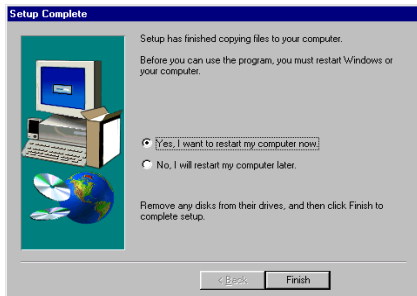 Setup Complete
Setup has finished copying files to your computer.
Before you can use the program, you must restart Windows or
your computer.
Yes, I want to restart my computer now.
No, I will restart my computer later.
Remove any disks from their drives, and then click Finish to
complete setup.
< Back
Finish